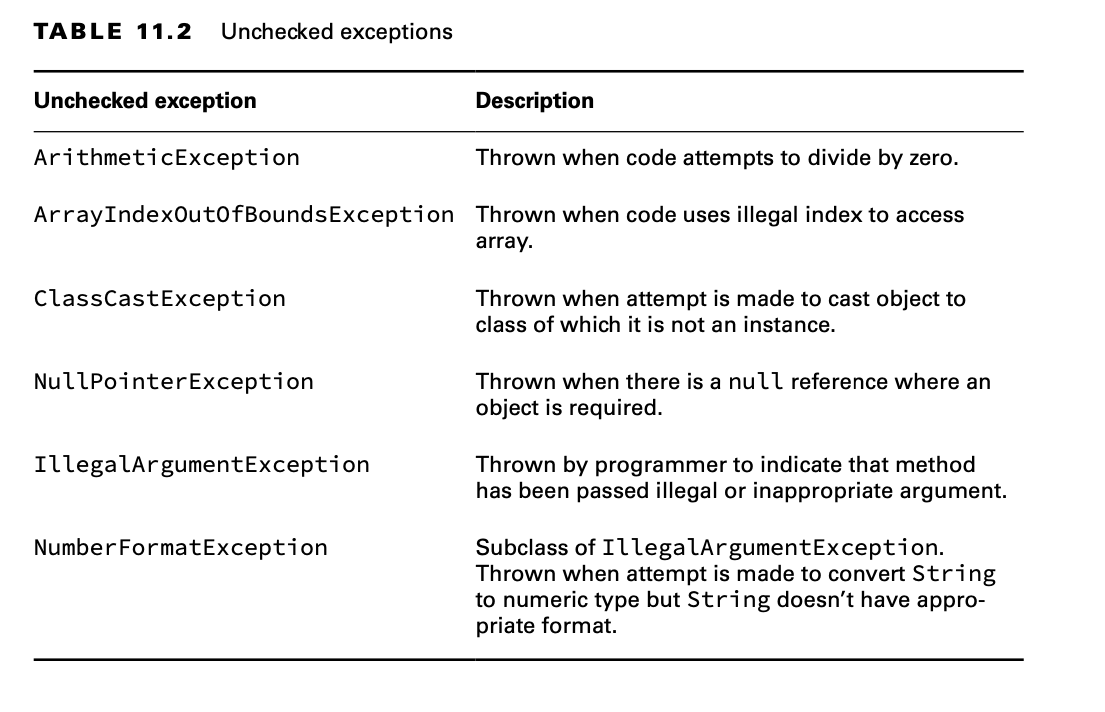 TABLE 11.2 Unchecked exceptions
Unchecked exception Description
ArithmeticException Thrown when code attempts to divide by zero.
ArrayIndexOutOfBoundsException Thrown when code uses illegal index to access
array.
ClassCastException Thrown when attempt is made to cast object to
class of which it is not an instance.
NullPointerException Thrown when there is a null reference where an
object is required.
IllegalArgumentException Thrown by programmer to indicate that method
has been passed illegal or inappropriate argument.
NumberFormatException Subclass of IllegalArgumentException.
Thrown when attempt is made to convert String
to numeric type but String doesn’t have appro-
priate format.